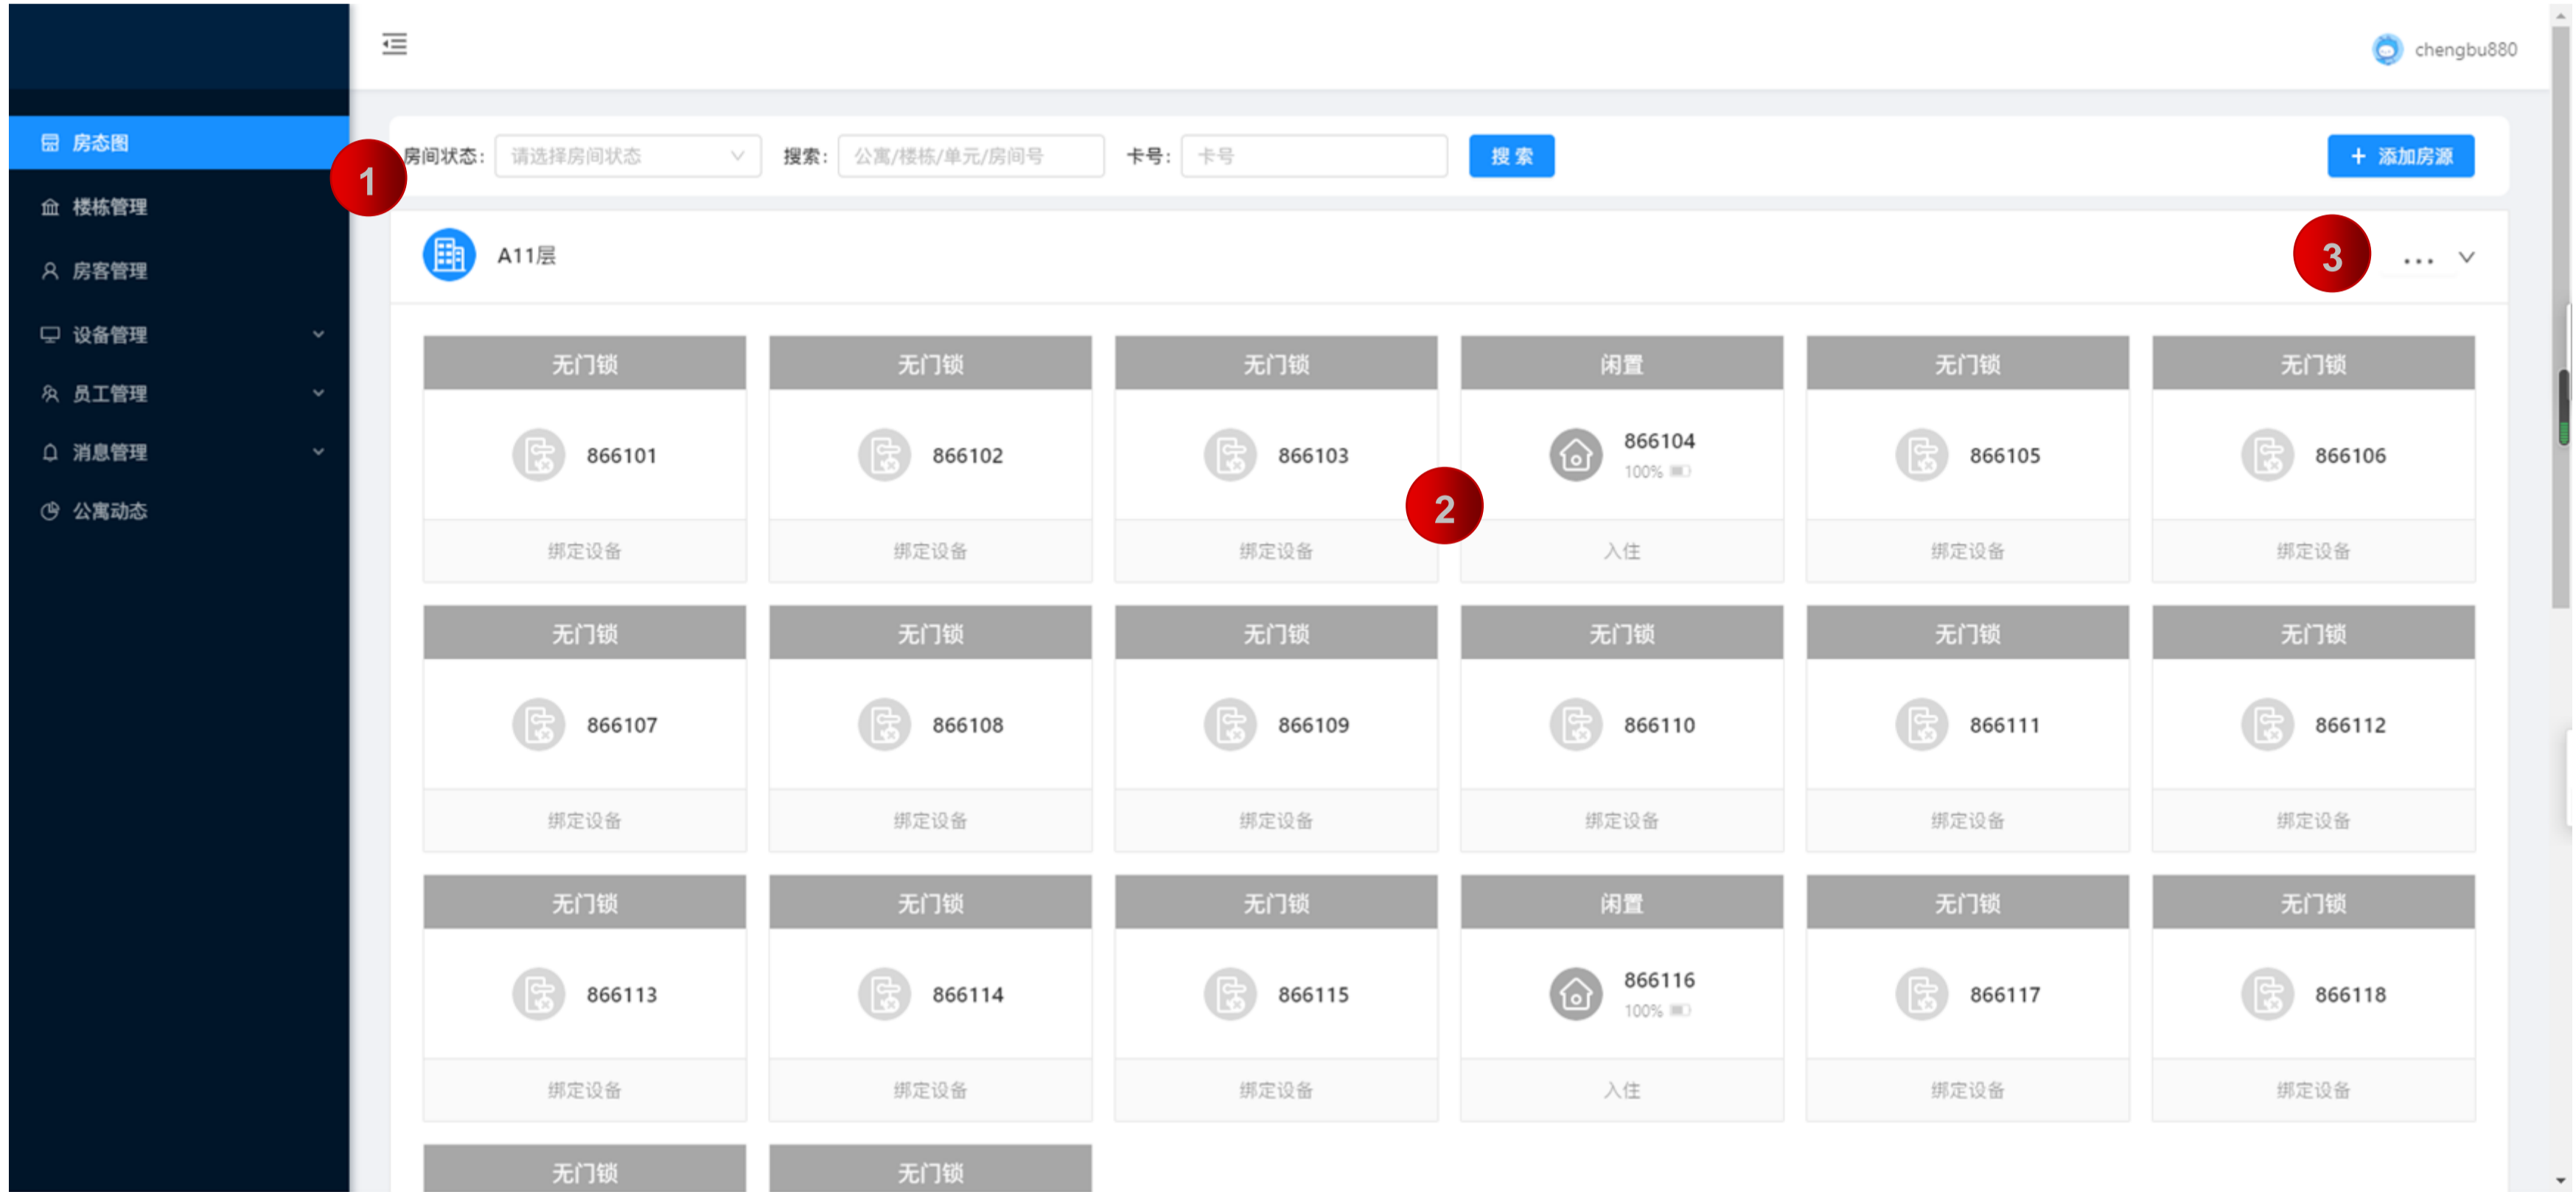 chengbu880
房态图
楼栋管理
房客管理
设备管理
员工管理
消息管理
公寓动态
1
房间状态: 请选择房间状态 搜索: 公寓/楼栋/单元/房间号 卡号: 卡号 搜索 + 添加房源
A11层 3 ...
无门锁 无门锁 无门锁 闲置 无门锁 无门锁
866101 866102 866103 866104 866105 866106
100%
2
绑定设备 绑定设备 绑定设备 入住 绑定设备 绑定设备
无门锁 无门锁 无门锁 无门锁 无门锁 无门锁
866107 866108 866109 866110 866111 866112
绑定设备 绑定设备 绑定设备 绑定设备 绑定设备 绑定设备
无门锁 无门锁 无门锁 闲置 无门锁 无门锁
866113 866114 866115 866116 866117 866118
100%
绑定设备 绑定设备 绑定设备 入住 绑定设备 绑定设备
无门锁 无门锁